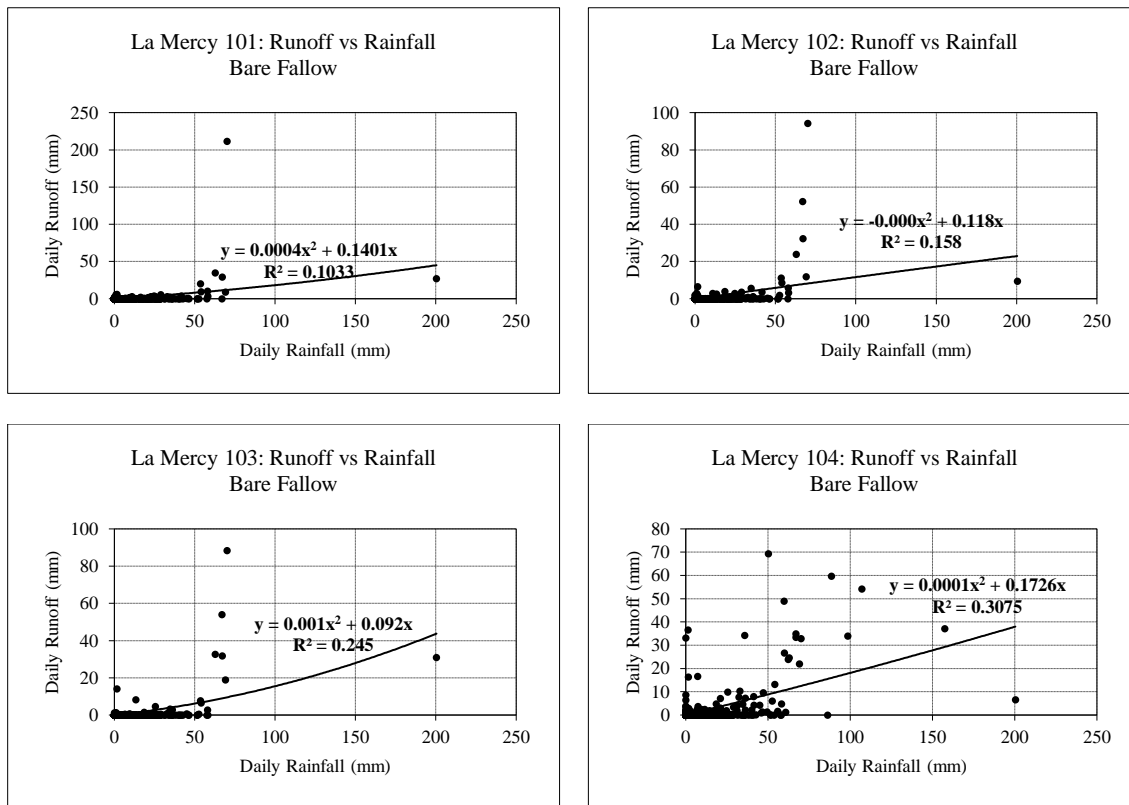 La Mercy 101: Runoff vs Rainfall
Bare Fallow
250
200
150
100
50
0
Daily Runoff (mm)
y = 0.0004x² + 0.1401x
R² = 0.1033
0 50 100 150 200 250
Daily Rainfall (mm)
La Mercy 102: Runoff vs Rainfall
Bare Fallow
100
80
60
40
20
0
Daily Runoff (mm)
y = -0.000x² + 0.118x
R² = 0.158
0 50 100 150 200 250
Daily Rainfall (mm)
La Mercy 103: Runoff vs Rainfall
Bare Fallow
100
80
60
40
20
0
Daily Runoff (mm)
y = 0.001x² + 0.092x
R² = 0.245
0 50 100 150 200 250
Daily Rainfall (mm)
La Mercy 104: Runoff vs Rainfall
Bare Fallow
80
70
60
50
40
30
20
10
0
Daily Runoff (mm)
y = 0.0001x² + 0.1726x
R² = 0.3075
0 50 100 150 200 250
Daily Rainfall (mm)